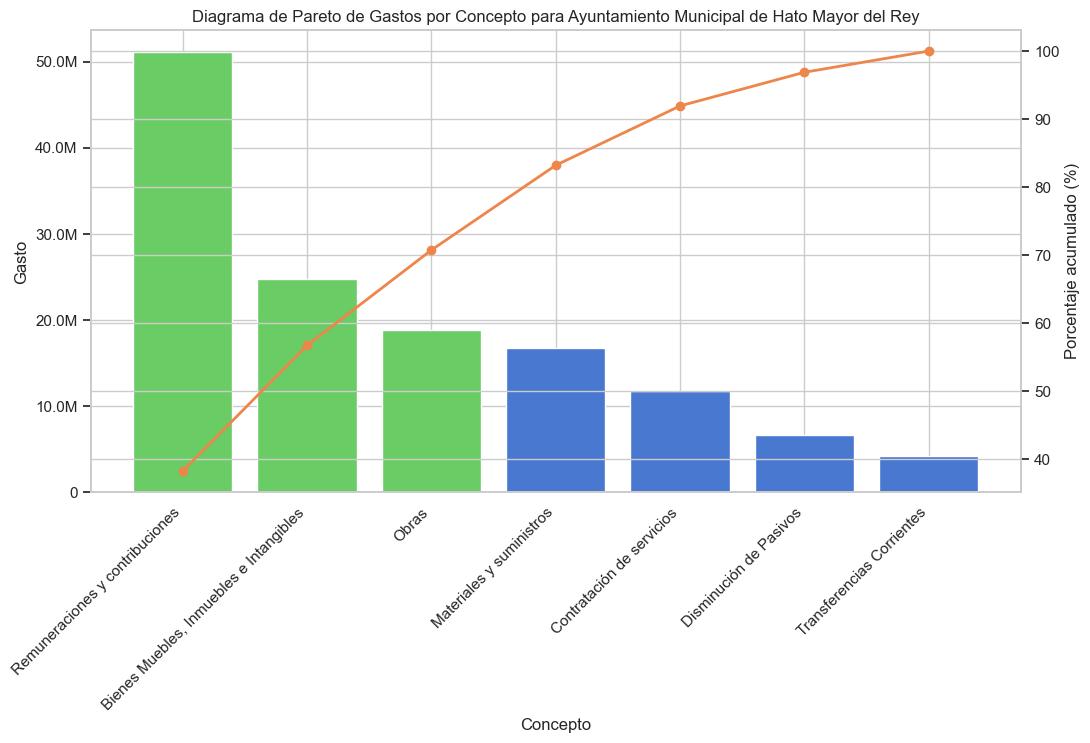 Diagrama de Pareto de Gastos por Concepto para Ayuntamiento Municipal de Hato Mayor del Rey
Gasto
50.0M
40.0M
30.0M
20.0M
10.0M
0
100
90
80
70
60
50
40
Porcentaje acumulado (%)
Remuneraciones y contribuciones
Bienes Muebles, Inmuebles e Intangibles
Obras
Materiales y suministros
Contratación de servicios
Disminución de Pasivos
Transferencias Corrientes
Concepto